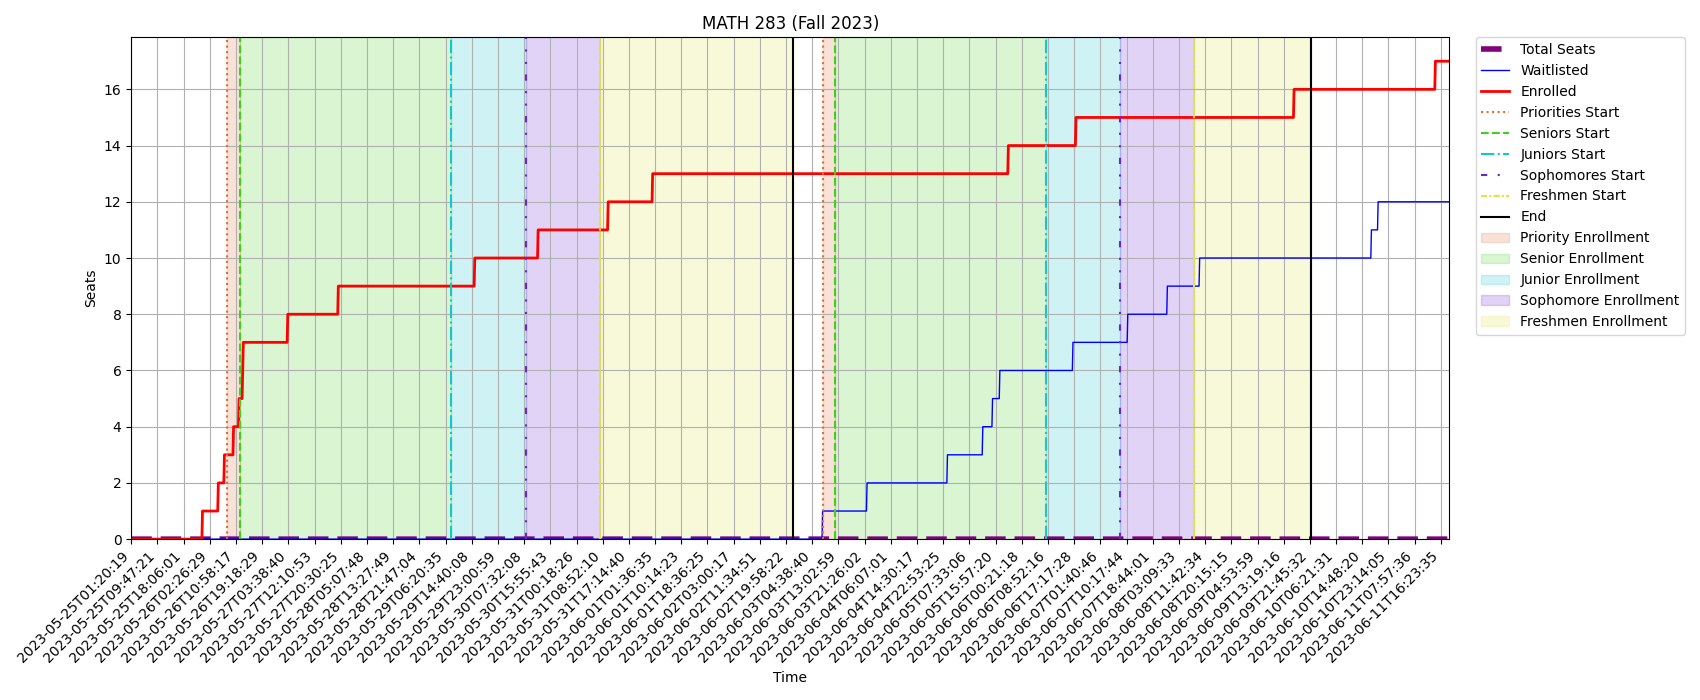 MATH 283 (Fall 2023)
Seats
16
14
12
10
8
6
4
2
0
2023-05-25T01:20:19
2023-05-25T09:47:21
2023-05-25T18:06:01
2023-05-26T02:26:29
2023-05-26T10:58:17
2023-05-26T19:18:29
2023-05-27T03:38:40
2023-05-27T12:10:53
2023-05-27T20:30:25
2023-05-28T05:07:48
2023-05-28T13:27:49
2023-05-28T21:47:04
2023-05-29T06:20:35
2023-05-29T14:40:08
2023-05-29T23:00:59
2023-05-30T07:32:08
2023-05-30T15:55:43
2023-05-31T00:18:26
2023-05-31T08:52:10
2023-05-31T17:14:40
2023-06-01T01:36:35
2023-06-01T10:14:23
2023-06-01T18:36:25
2023-06-02T03:00:17
2023-06-02T11:34:51
2023-06-02T19:58:22
2023-06-03T04:38:40
2023-06-03T13:02:59
2023-06-03T21:26:02
2023-06-04T06:07:01
2023-06-04T14:30:17
2023-06-04T22:53:25
2023-06-05T07:33:06
2023-06-05T15:57:20
2023-06-06T00:21:18
2023-06-06T08:52:16
2023-06-06T17:17:28
2023-06-07T01:40:46
2023-06-07T10:17:44
2023-06-07T18:44:01
2023-06-08T03:09:33
2023-06-08T11:42:34
2023-06-08T20:15:15
2023-06-09T04:53:59
2023-06-09T13:19:16
2023-06-09T21:45:32
2023-06-10T06:21:31
2023-06-10T14:48:20
2023-06-10T23:14:05
2023-06-11T07:57:36
2023-06-11T16:23:35
Time
Total Seats
Waitlisted
Enrolled
Priorities Start
Seniors Start
Juniors Start
Sophomores Start
Freshmen Start
End
Priority Enrollment
Senior Enrollment
Junior Enrollment
Sophomore Enrollment
Freshmen Enrollment